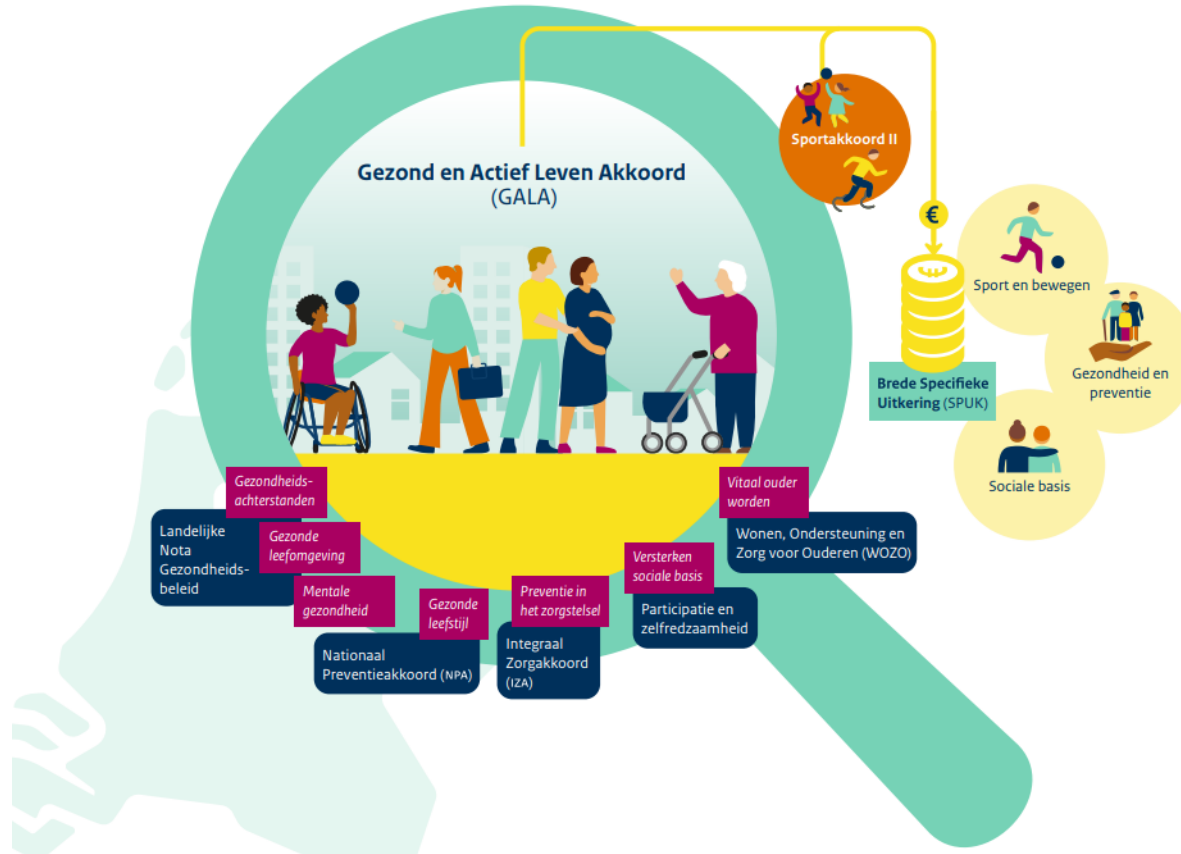 Gezond en Actief Leven Akkoord
(GALA)
Sportakkoord II
€
Sport en bewegen
Gezondheid en
preventie
Brede Specifieke
Uitkering (SPUK)
Sociale basis
Gezondheids-
achterstanden
Landelijke
Nota
Gezondheids-
beleid
Gezonde
leefomgeving
Mentale
gezondheid
Gezonde
leefstijl
Nationaal
Preventieakkoord (NPA)
Preventie in
het zorgstelsel
Integraal
Zorgakkoord
(IZA)
Versterken
sociale basis
Participatie en
zelfredzaamheid
Vitaal ouder
worden
Wonen, Ondersteuning en
Zorg voor Ouderen (WOZO)